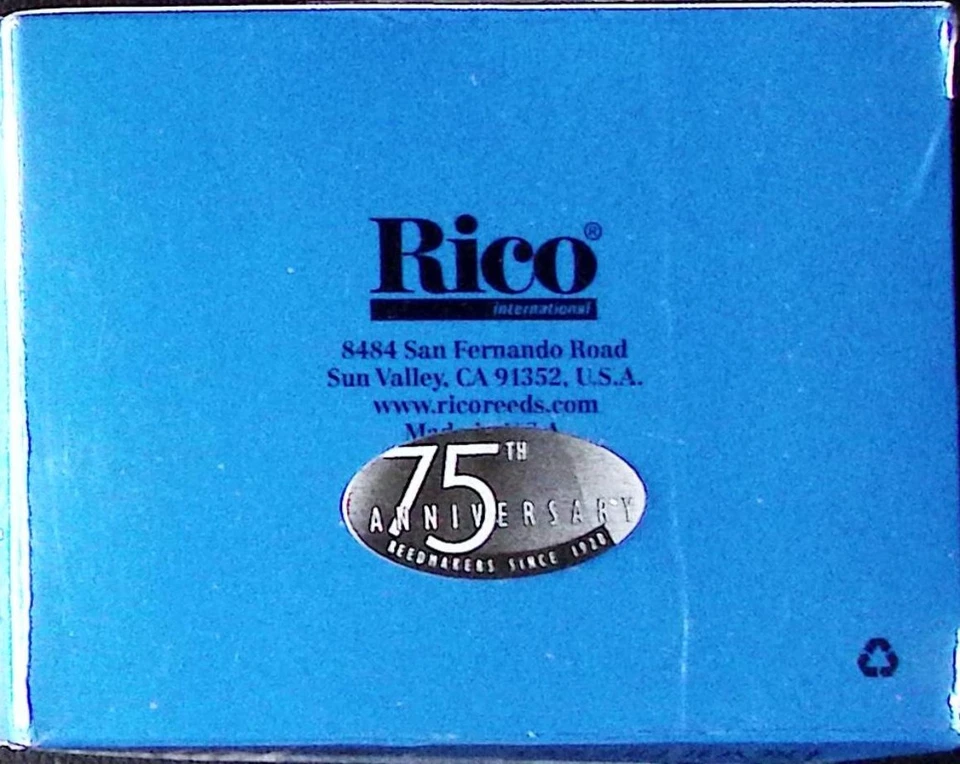 Rico®
international
8484 San Fernando Road
Sun Valley, CA 91352, U.S.A.
www.ricoreeds.com
75TH
ANNIVERSARY
REEDMAKERS SINCE 1928